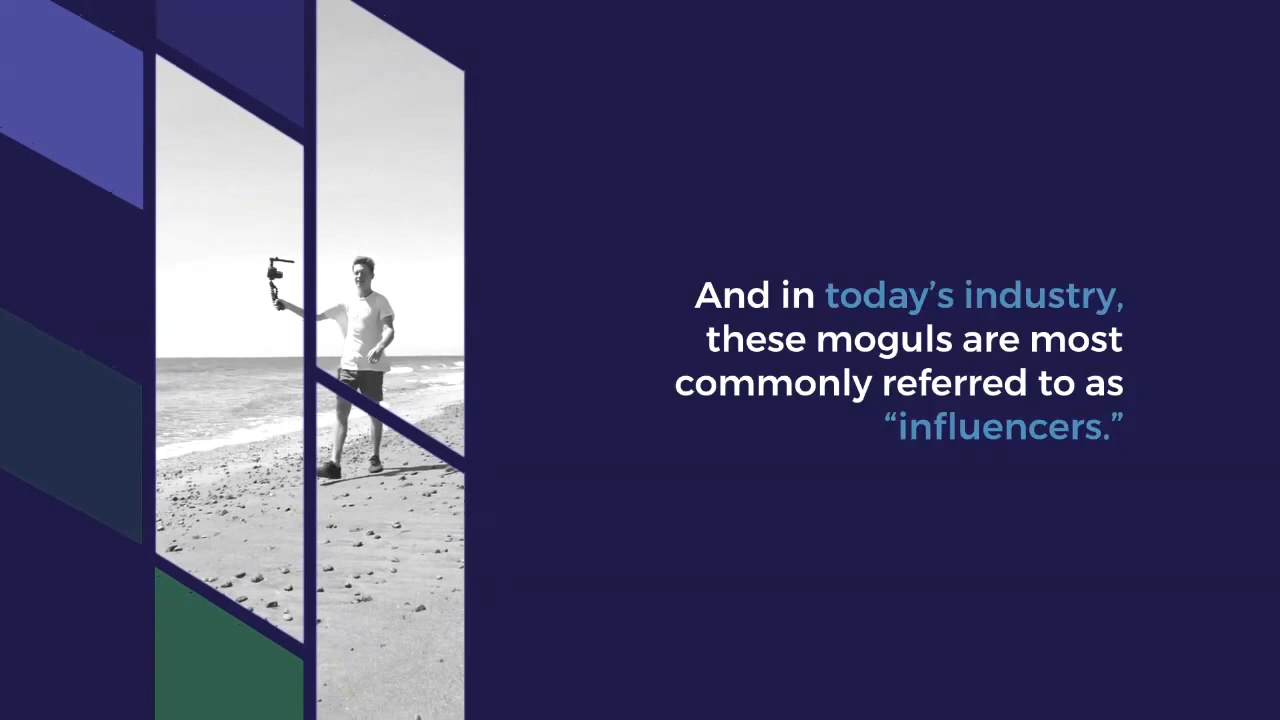 And in today’s industry,
these moguls are most
commonly referred to as
“influencers.”